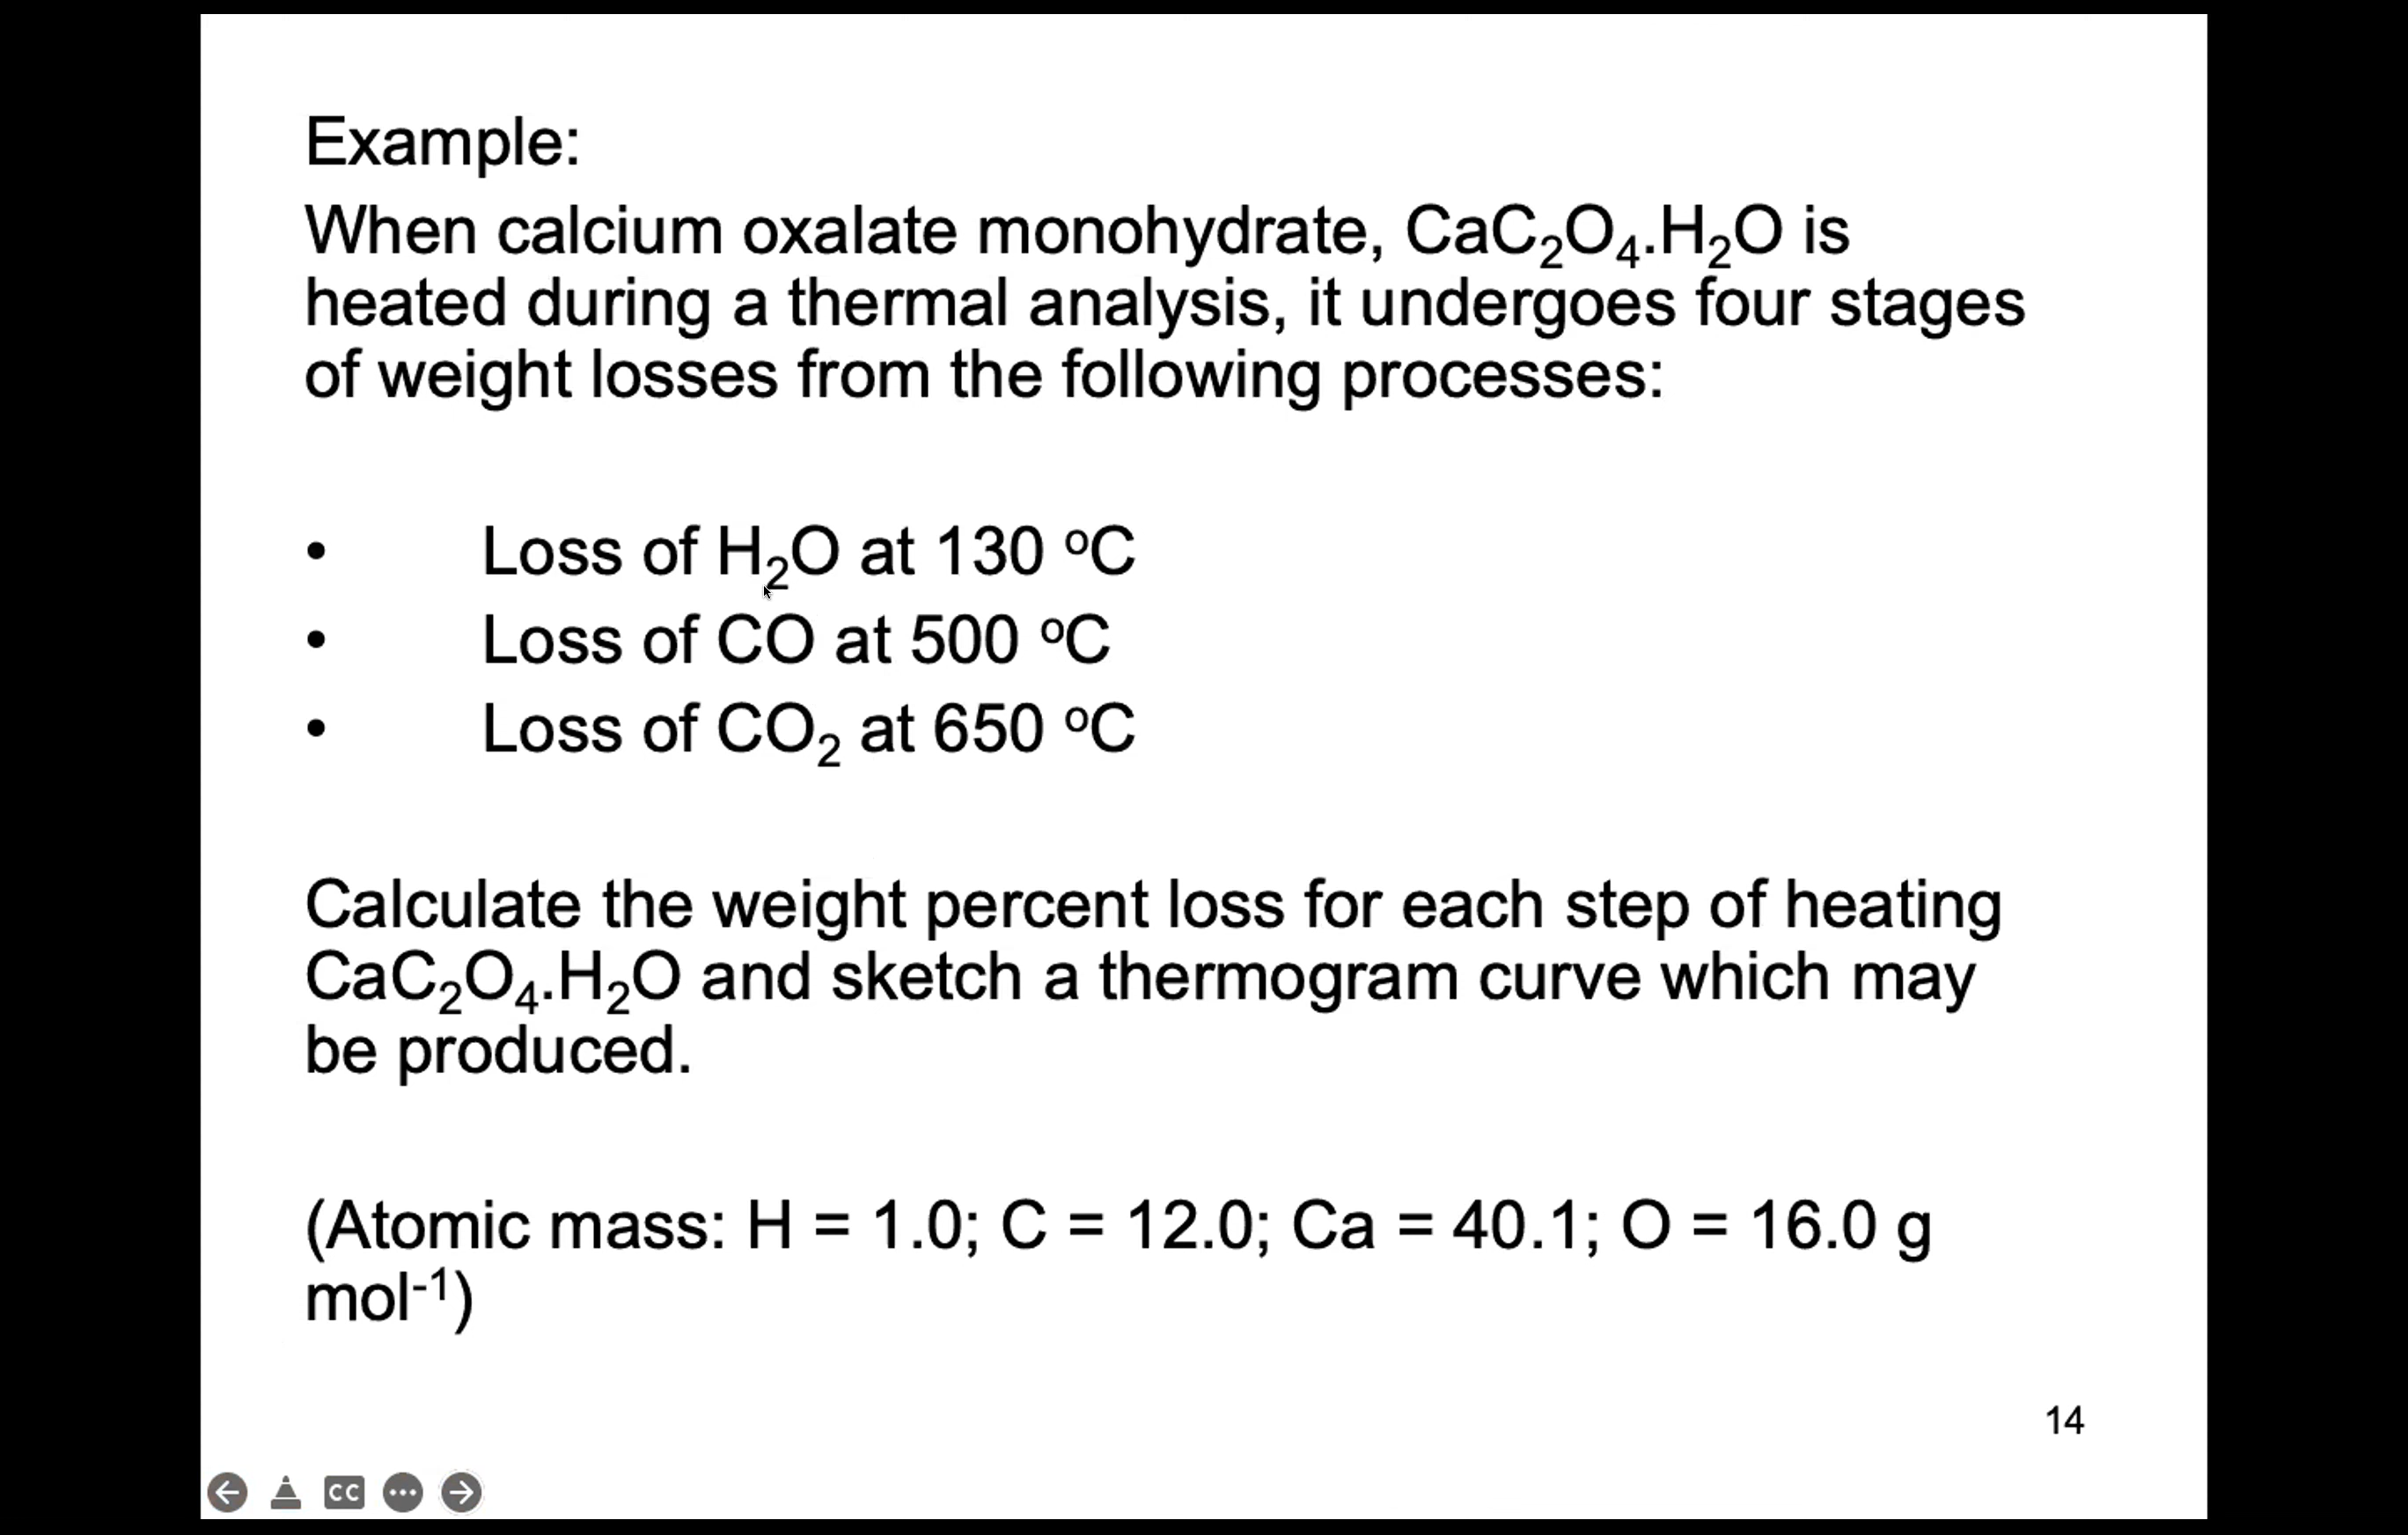 Example:
When calcium oxalate monohydrate, CaC₂O₄.H₂O is
heated during a thermal analysis, it undergoes four stages
of weight losses from the following processes:
• Loss of H₂O at 130 ᵒC
• Loss of CO at 500 ᵒC
• Loss of CO₂ at 650 ᵒC
Calculate the weight percent loss for each step of heating
CaC₂O₄.H₂O and sketch a thermogram curve which may
be produced.
(Atomic mass: H = 1.0; C = 12.0; Ca = 40.1; O = 16.0 g
mol⁻¹)
14
CC